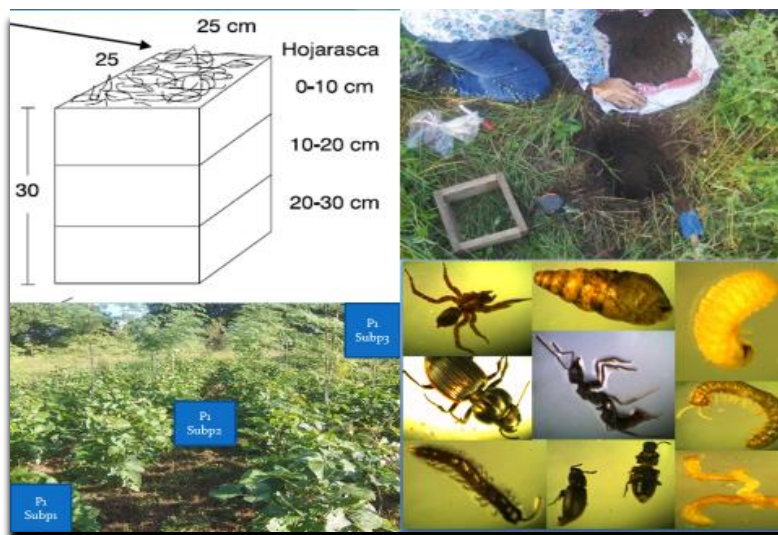 25 cm
25
Hojarasca
0-10 cm
10-20 cm
30
20-30 cm
P1
Subp3
P1
Subp2
P1
Subp1